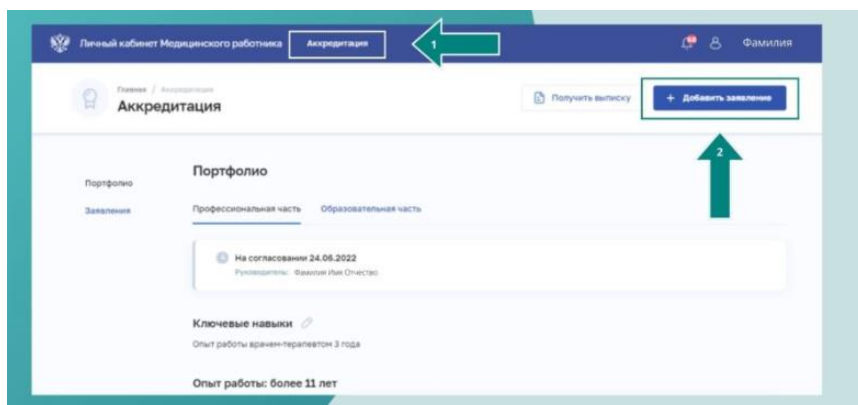 Личный кабинет Медицинского работника
Аккредитация
1
Фамилия
Главная / Аккредитация
Аккредитация
Получить выписку
+ Добавить заявление
2
Портфолио
Заявления
Портфолио
Профессиональная часть
Образовательная часть
На согласовании 24.06.2022
Руководитель: Фамилия Имя Отчество
Ключевые навыки
Опыт работы врачем-терапевтом 3 года
Опыт работы: более 11 лет